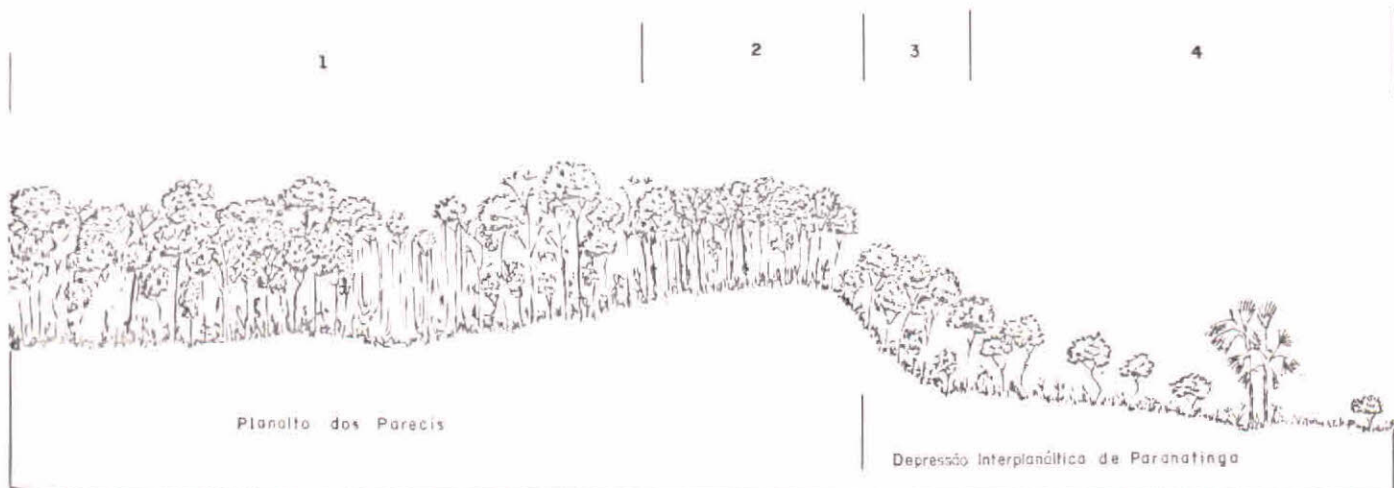 1 2 3 4
Planalto dos Parecis
Depressão Interplanáltica de Paranatinga